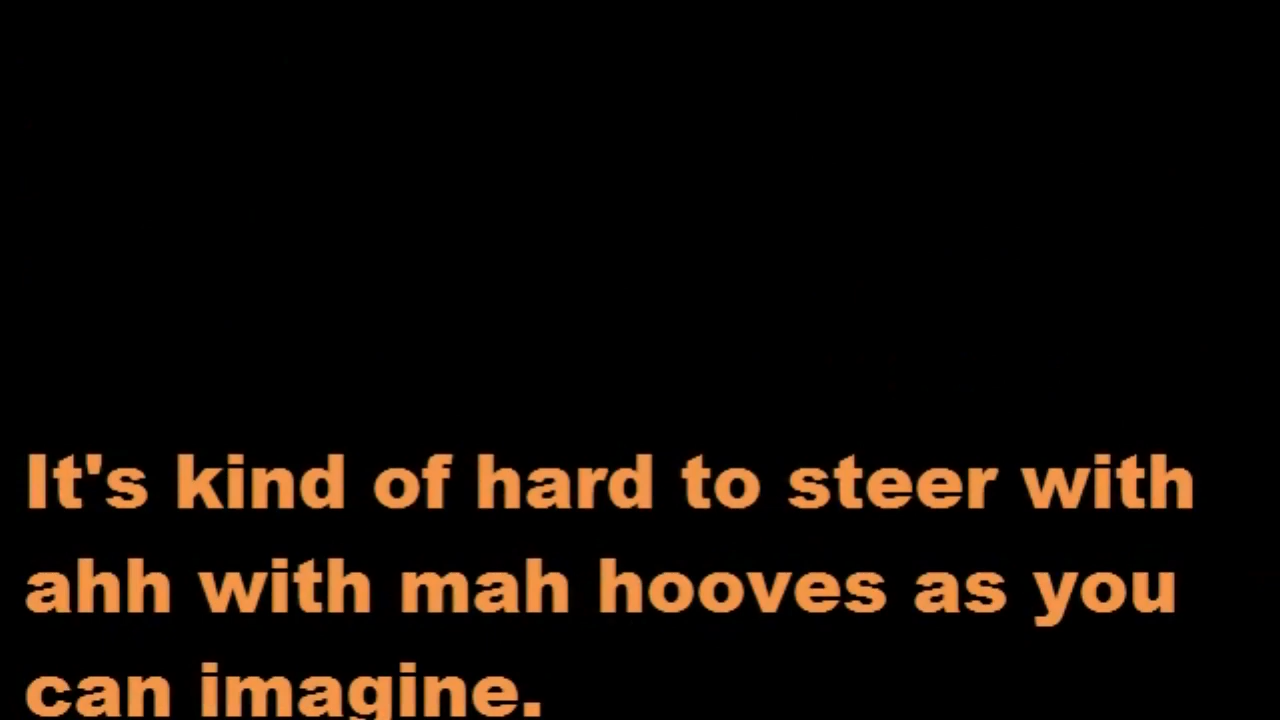 It's kind of hard to steer with
ahh with mah hooves as you
can imagine.